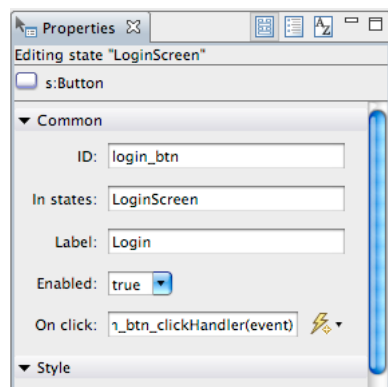 Properties
Editing state "LoginScreen"
s:Button
Common
ID: login_btn
In states: LoginScreen
Label: Login
Enabled: true
On click: _btn_clickHandler(event)
Style